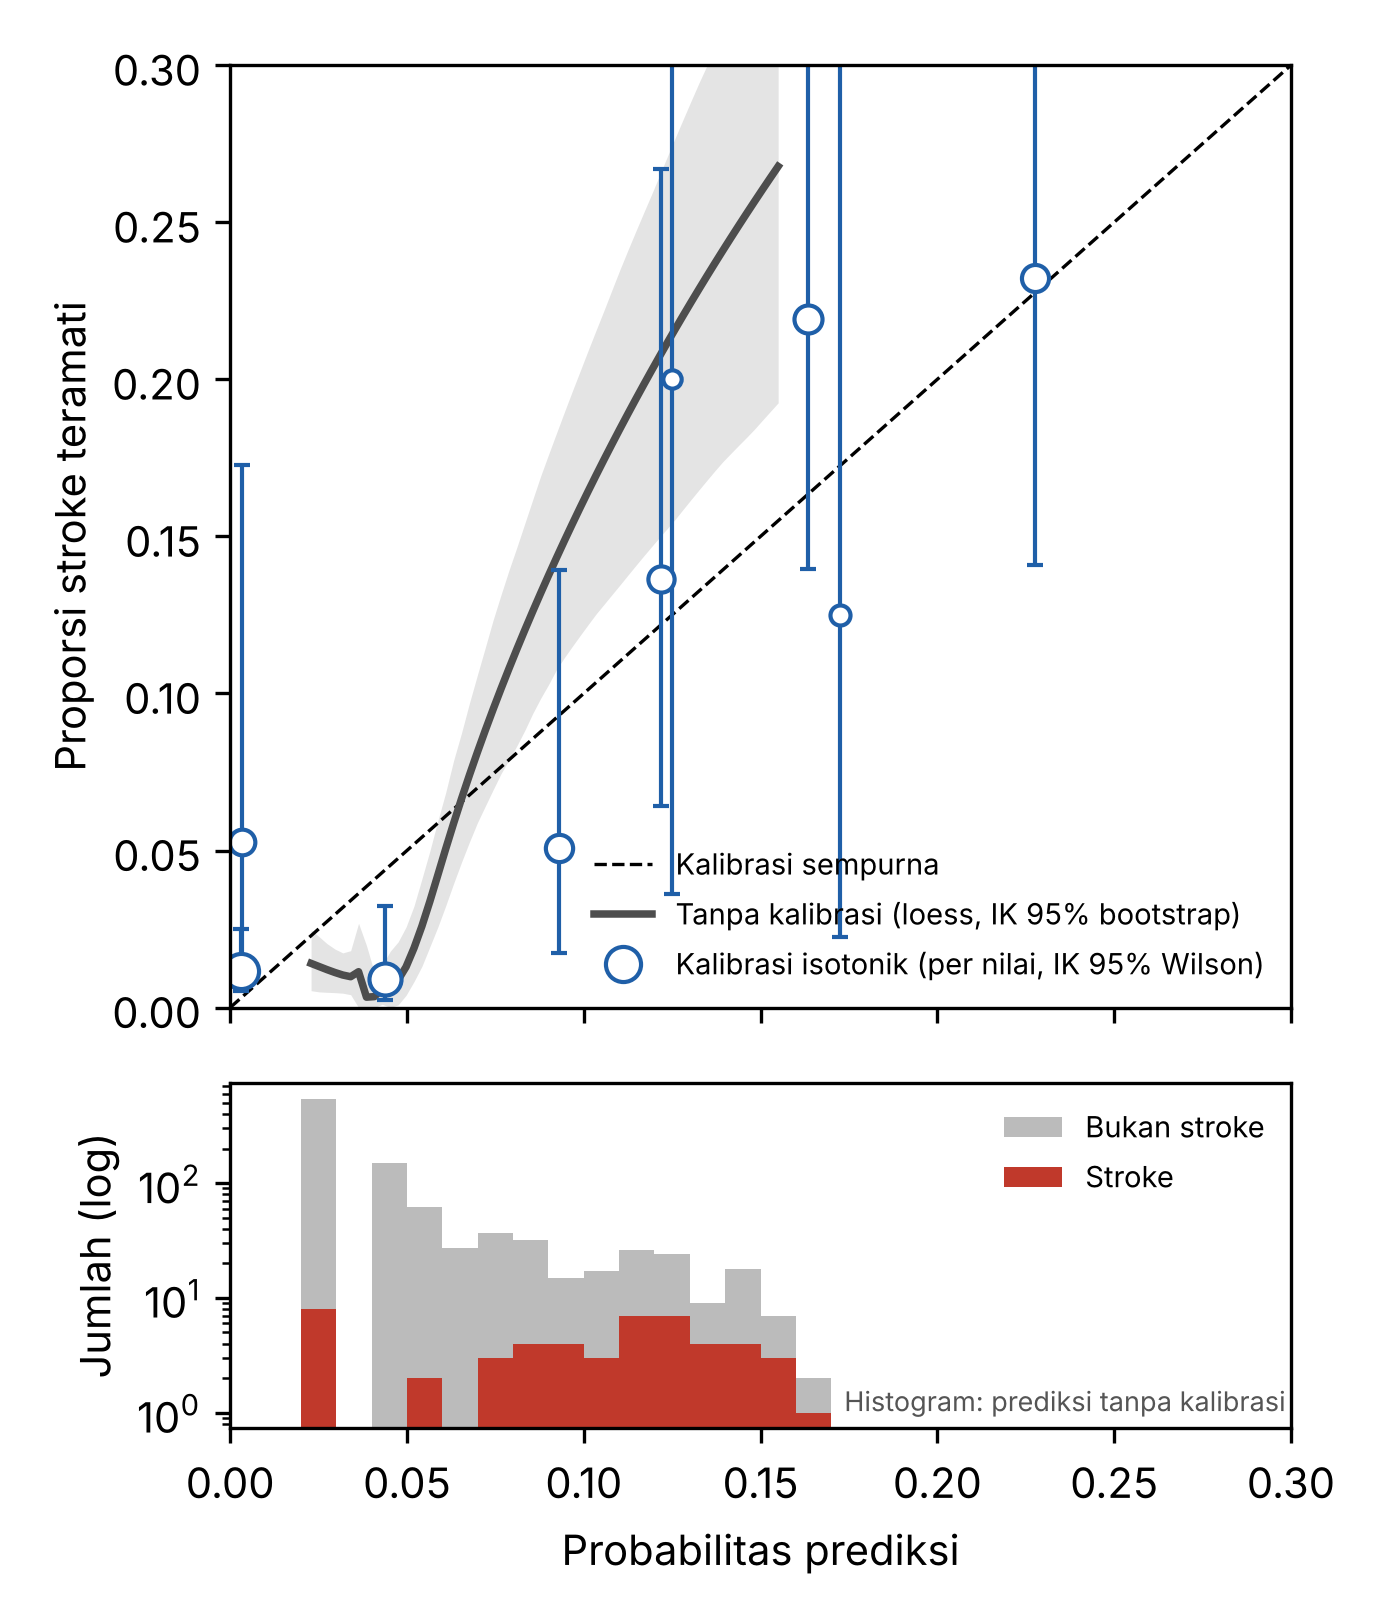 0.30
0.25
0.20
0.15
0.10
0.05
0.00
Proporsi stroke teramati
Kalibrasi sempurna
Tanpa kalibrasi (loess, IK 95% bootstrap)
Kalibrasi isotonik (per nilai, IK 95% Wilson)
Jumlah (log)
10²
10¹
10⁰
Bukan stroke
Stroke
Histogram: prediksi tanpa kalibrasi
0.00 0.05 0.10 0.15 0.20 0.25 0.30
Probabilitas prediksi